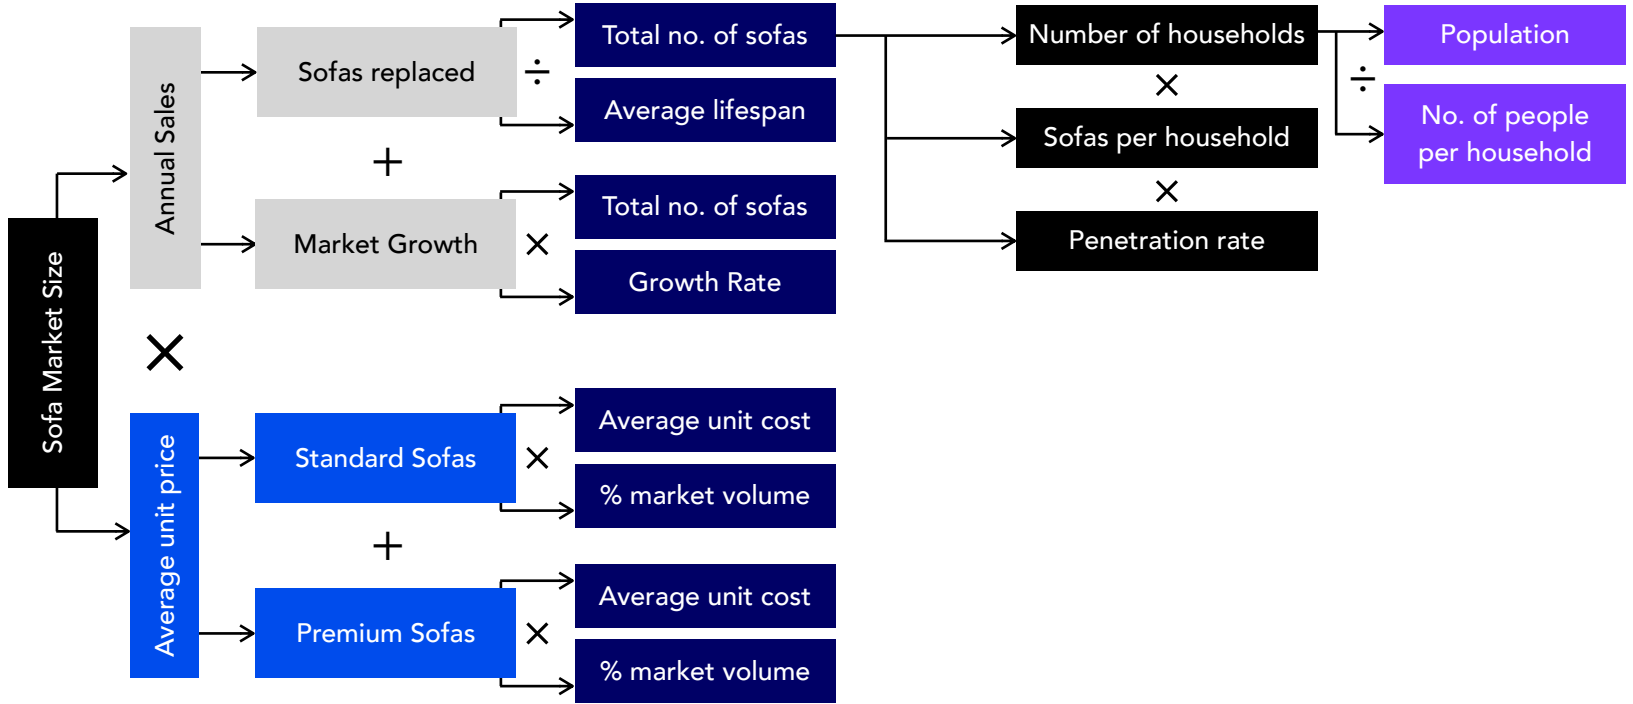 Sofa Market Size
Annual Sales
Sofas replaced
÷
Total no. of sofas
Average lifespan
+
Market Growth
×
Total no. of sofas
Growth Rate
Number of households
×
Sofas per household
×
Penetration rate
÷
Population
No. of people
per household
×
Average unit price
Standard Sofas
×
Average unit cost
% market volume
+
Premium Sofas
×
Average unit cost
% market volume